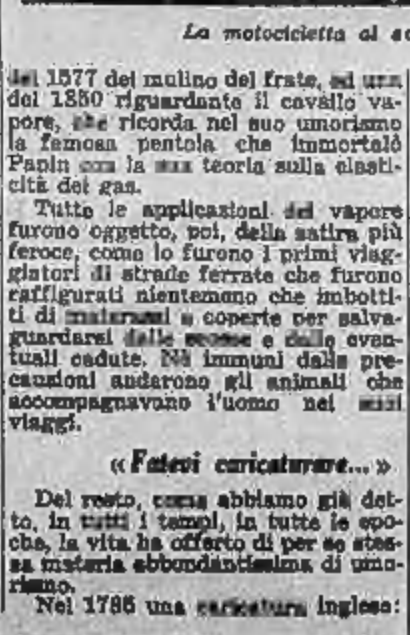 La motocicletta al
del 1577 del mulino del frate, ed una
del 1850 riguardante il cavallo va-
pore, che ricorda nel suo umorismo
la famosa pentola che immortalò
Papin con la sua teoria sulla elasti-
cità dei gas.
Tutte le applicazioni del vapore
furono oggetto, poi, della satira più
feroce, come lo furono i primi viag-
giatori di strade ferrate che furono
raffigurati nientemeno che imbotti-
ti di materassi e coperte per salva-
guardarsi dalle scosse e dalle even-
tuali cadute. Nè immuni dalle pre-
cauzioni andarono gli animali che
accompagnavano l'uomo nei suoi
viaggi.
«Fatevi caricaturare...»
Del resto, come abbiamo già det-
to, in tutti i tempi, in tutte le epo-
che, la vita ha offerto di per se stes-
sa materia abbondantissima di umo-
rismo.
Nel 1786 una caricatura inglese: